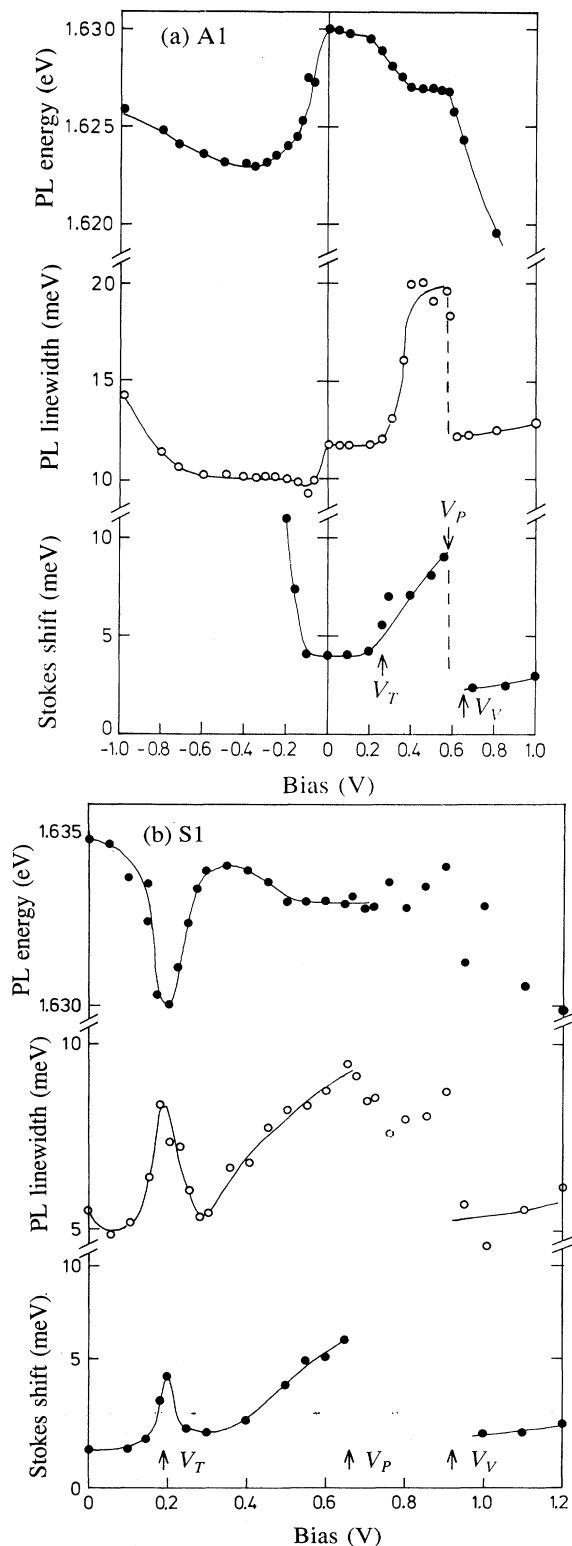 (a) A1
PL energy (eV)
1.630
1.625
1.620
PL linewidth (meV)
20
15
10
Stokes shift (meV)
10
5
0
V_P
V_T
V_V
-1.0 -0.8 -0.6 -0.4 -0.2 0 0.2 0.4 0.6 0.8 1.0
Bias (V)
(b) S1
PL energy (eV)
1.635
1.630
PL linewidth (meV)
10
5
Stokes shift (meV)
10
5
0
V_T V_P V_V
0 0.2 0.4 0.6 0.8 1.0 1.2
Bias (V)